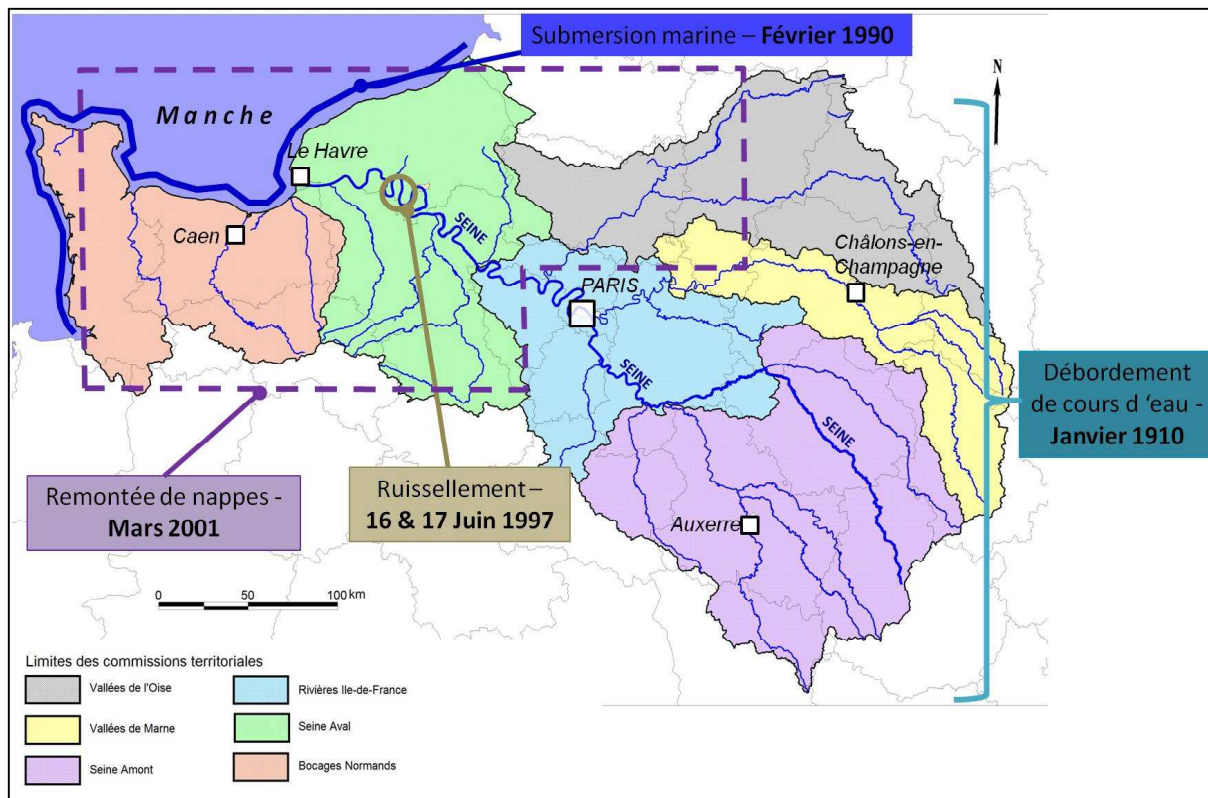 Submersion marine – Février 1990
N
Manche
Le Havre
Caen
SEINE
Châlons-en-
Champagne
PARIS
SEINE
SEINE
Débordement
de cours d ‘eau -
Janvier 1910
Remontée de nappes -
Mars 2001
Ruissellement –
16 & 17 Juin 1997
Auxerre
0 50 100 km
Limites des commissions territoriales
Vallées de l'Oise
Rivières Ile-de-France
Vallées de Marne
Seine Aval
Seine Amont
Bocages Normands